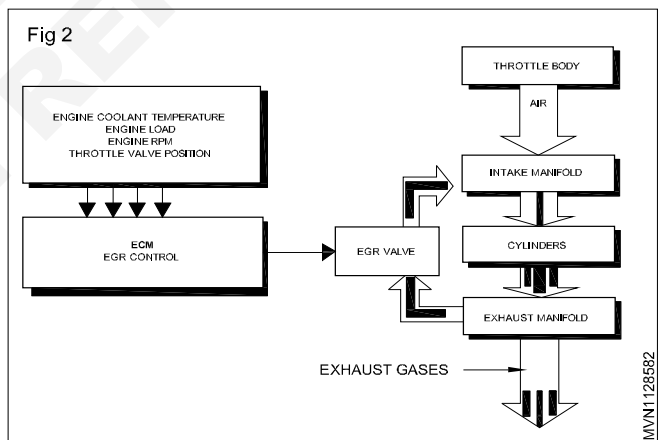 Fig 2
THROTTLE BODY
AIR
ENGINE COOLANT TEMPERATURE
ENGINE LOAD
ENGINE RPM
THROTTLE VALVE POSITION
INTAKE MANIFOLD
ECM
EGR CONTROL
EGR VALVE
CYLINDERS
EXHAUST MANIFOLD
EXHAUST GASES
MVN1128582